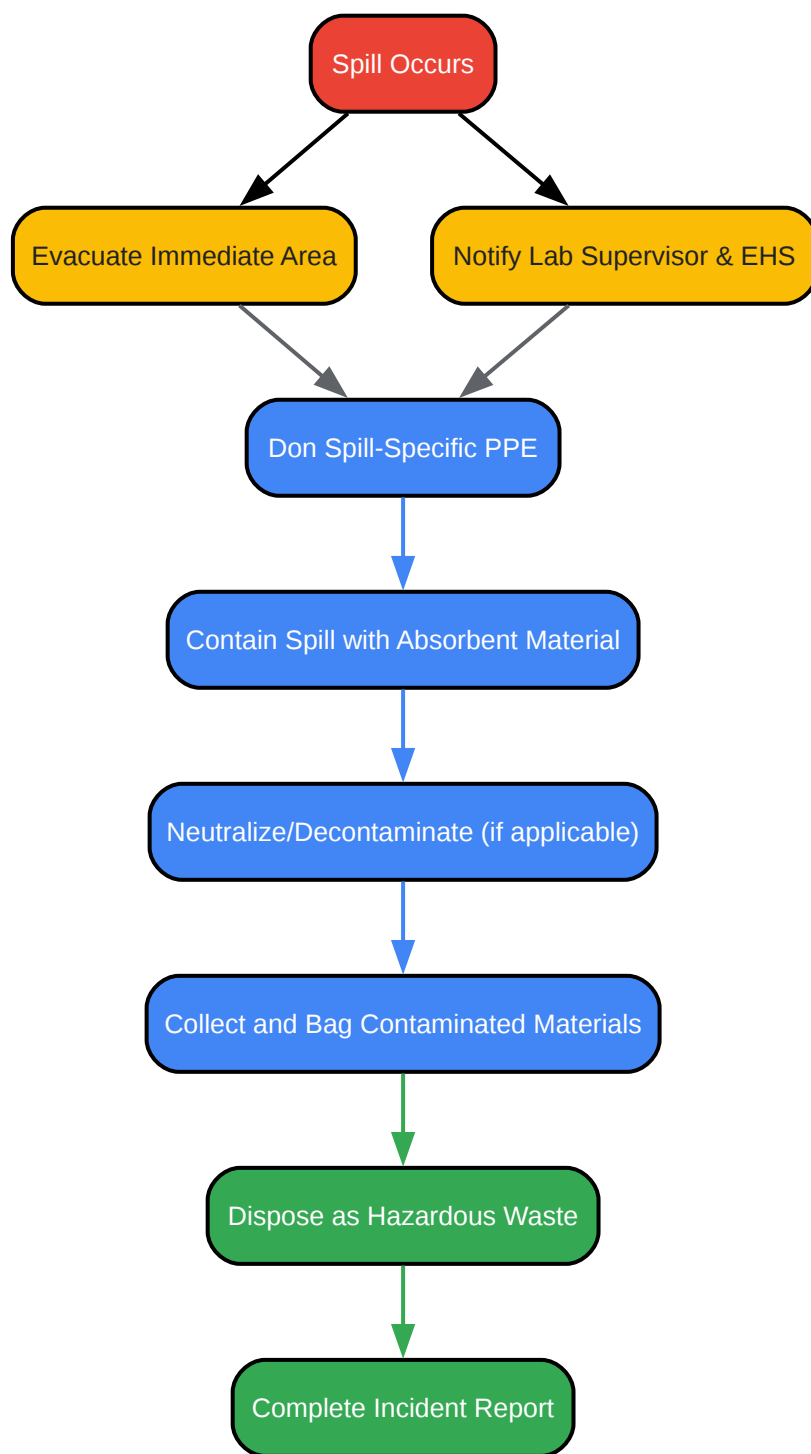 Spill Occurs
Evacuate Immediate Area
Notify Lab Supervisor & EHS
Don Spill-Specific PPE
Contain Spill with Absorbent Material
Neutralize/Decontaminate (if applicable)
Collect and Bag Contaminated Materials
Dispose as Hazardous Waste
Complete Incident Report